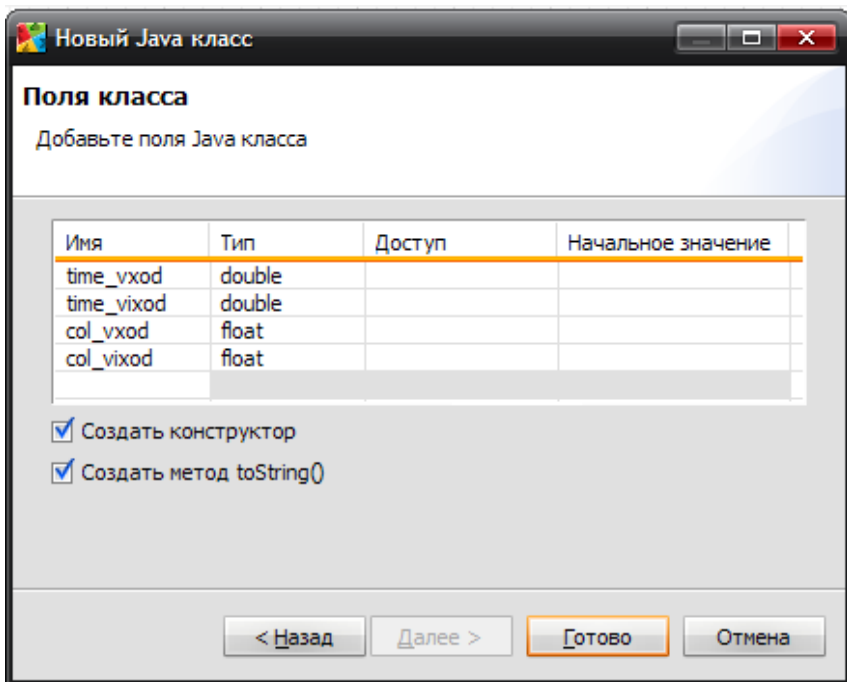 Новый Java класс
Поля класса
Добавьте поля Java класса
Имя Тип Доступ Начальное значение
time_vxod double
time_vixod double
col_vxod float
col_vixod float
Создать конструктор
Создать метод toString()
< Назад Далее > Готово Отмена